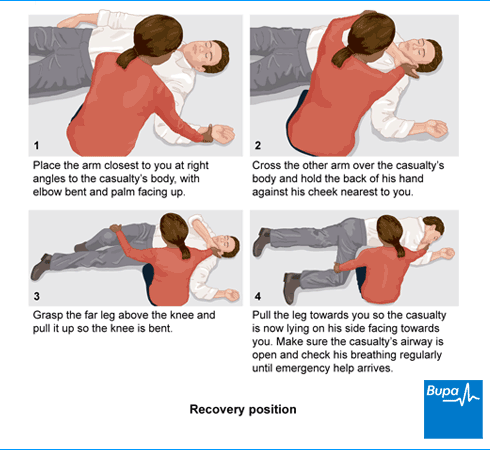 1
Place the arm closest to you at right
angles to the casualty's body, with
elbow bent and palm facing up.
2
Cross the other arm over the casualty's
body and hold the back of his hand
against his cheek nearest to you.
3
Grasp the far leg above the knee and
pull it up so the knee is bent.
4
Pull the leg towards you so the casualty
is now lying on his side facing towards
you. Make sure the casualty's airway is
open and check his breathing regularly
until emergency help arrives.
Recovery position
Bupa